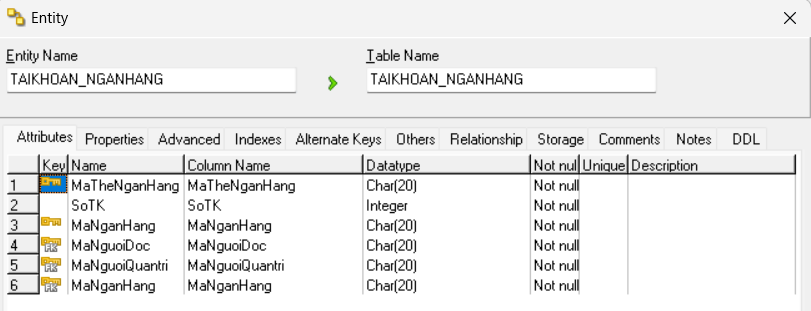 Entity
Entity Name Table Name
TAIKHOAN_NGANHANG TAIKHOAN_NGANHANG
Attributes Properties Advanced Indexes Alternate Keys Others Relationship Storage Comments Notes DDL
Key Name Column Name Datatype Not nul Unique Description
1 MaTheNganHang MaTheNganHang Char(20) Not null
2 SoTK SoTK Integer Not null
3 MaNganHang MaNganHang Char(20) Not null
4 MaNguoiDoc MaNguoiDoc Char(20) Not null
5 MaNguoiQuantri MaNguoiQuantri Char(20) Not null
6 MaNganHang MaNganHang Char(20) Not null